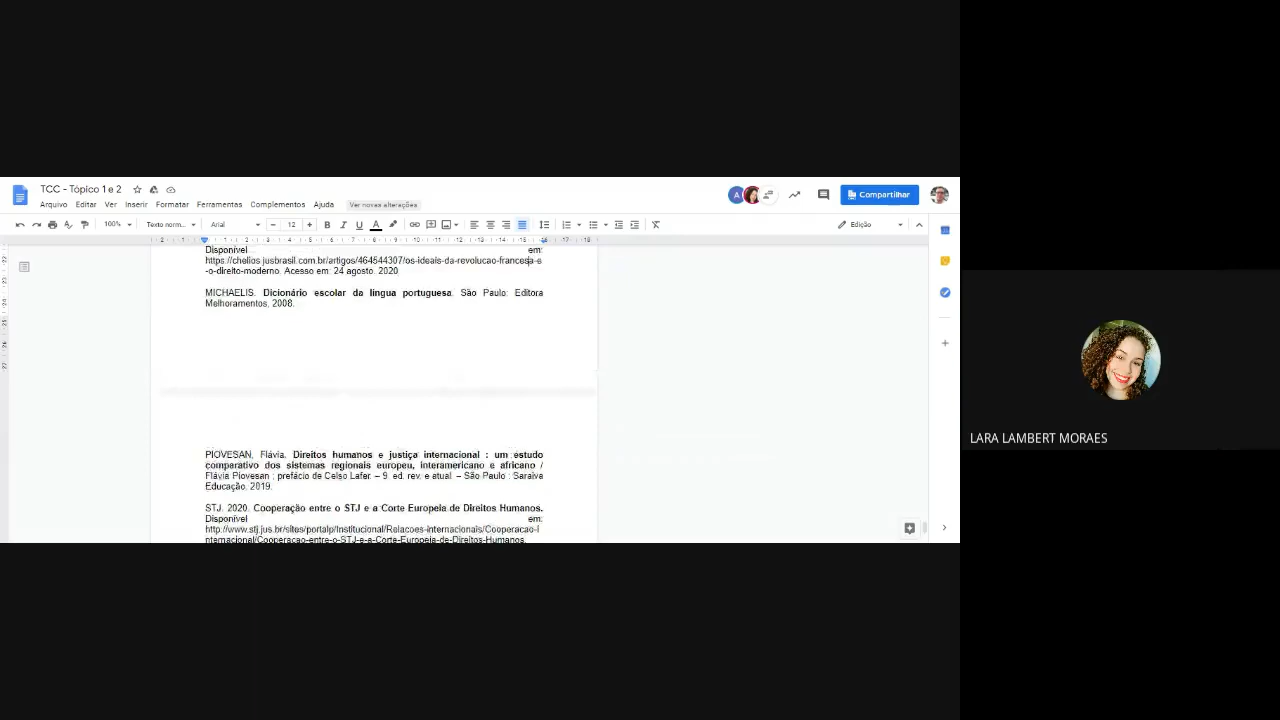 TCC - Tópico 1 e 2
Arquivo Editar Ver Inserir Formatar Ferramentas Complementos Ajuda Ver novas alterações
A
Compartilhar
100% Texto norm... Arial 12 Edição
Disponível em:
https://chelios.jusbrasil.com.br/artigos/464544307/os-ideais-da-revolucao-francesa-e
-o-direito-moderno. Acesso em: 24 agosto. 2020
MICHAELIS. Dicionário escolar da lingua portuguesa. São Paulo: Editora
Melhoramentos, 2008.
PIOVESAN, Flávia. Direitos humanos e justiça internacional : um estudo
comparativo dos sistemas regionais europeu, interamericano e africano /
Flávia Piovesan ; prefácio de Celso Lafer. – 9. ed. rev. e atual. – São Paulo : Saraiva
Educação, 2019.
STJ. 2020. Cooperação entre o STJ e a Corte Europeia de Direitos Humanos.
Disponível em:
http://www.stj.jus.br/sites/portalp/Institucional/Relacoes-internacionais/Cooperacao-I
nternacional/Cooperacao-entre-o-STJ-e-a-Corte-Europeia-de-Direitos-Humanos.
LARA LAMBERT MORAES